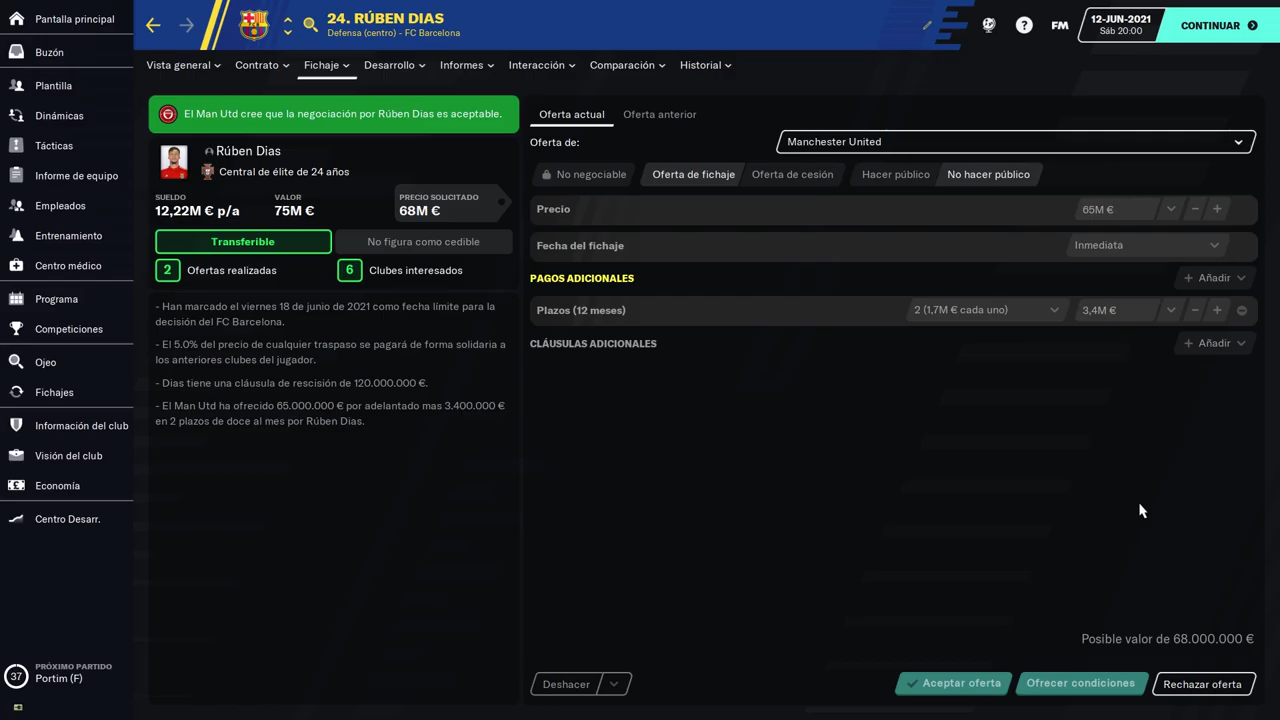 Pantalla principal
Buzón
Plantilla
Dinámicas
Tácticas
Informe de equipo
Empleados
Entrenamiento
Centro médico
Programa
Competiciones
Ojeo
Fichajes
Información del club
Visión del club
Economía
Centro Desarr.
37
PRÓXIMO PARTIDO
Portim (F)
24. RÚBEN DIAS
Defensa (centro) - FC Barcelona
FM
12-JUN-2021
Sáb 20:00
CONTINUAR
Vista general
Contrato
Fichaje
Desarrollo
Informes
Interacción
Comparación
Historial
El Man Utd cree que la negociación por Rúben Dias es aceptable.
Rúben Dias
Central de élite de 24 años
SUELDO
12,22M € p/a
VALOR
75M €
PRECIO SOLICITADO
68M €
Transferible
No figura como cedible
2 Ofertas realizadas
6 Clubes interesados
- Han marcado el viernes 18 de junio de 2021 como fecha límite para la
decisión del FC Barcelona.
- El 5.0% del precio de cualquier traspaso se pagará de forma solidaria a
los anteriores clubes del jugador.
- Dias tiene una cláusula de rescisión de 120.000.000 €.
- El Man Utd ha ofrecido 65.000.000 € por adelantado mas 3.400.000 €
en 2 plazos de doce al mes por Rúben Dias.
Oferta actual
Oferta anterior
Oferta de:
Manchester United
No negociable
Oferta de fichaje
Oferta de cesión
Hacer público
No hacer público
Precio
65M €
Fecha del fichaje
Inmediata
PAGOS ADICIONALES
Añadir
Plazos (12 meses)
2 (1,7M € cada uno)
3,4M €
CLÁUSULAS ADICIONALES
Añadir
Posible valor de 68.000.000 €
Deshacer
Aceptar oferta
Ofrecer condiciones
Rechazar oferta